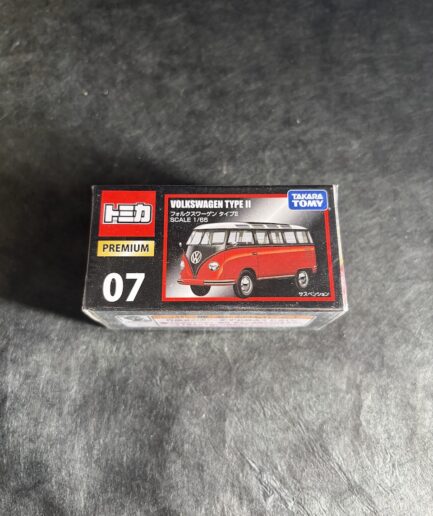 トミカ
PREMIUM
07
VOLKSWAGEN TYPE II
フォルクスワーゲン タイプII
SCALE 1/65
TAKARA
TOMY
サスペンション